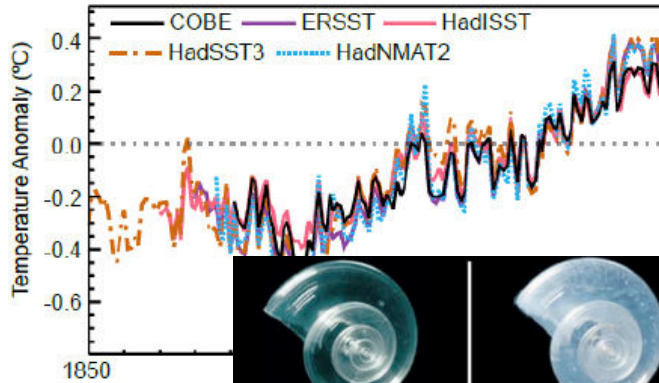 COBE ERSST HadISST
HadSST3 HadNMAT2
Temperature Anomaly (ºC)
0.4
0.2
0.0
-0.2
-0.4
-0.6
1850